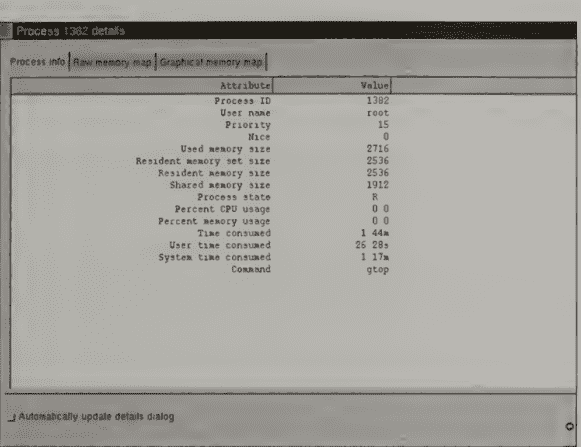 Process 1382 details
Process info Raw memory map Graphical memory map
Attribute Value
Process ID 1382
User name root
Priority 15
Nice 0
Used memory size 2716
Resident memory set size 2536
Resident memory size 2536
Shared memory size 1912
Process state R
Percent CPU usage 0 0
Percent memory usage 0 0
Time consumed 1 44m
User time consumed 26 28s
System time consumed 1 17m
Command gtop
Automatically update details dialog